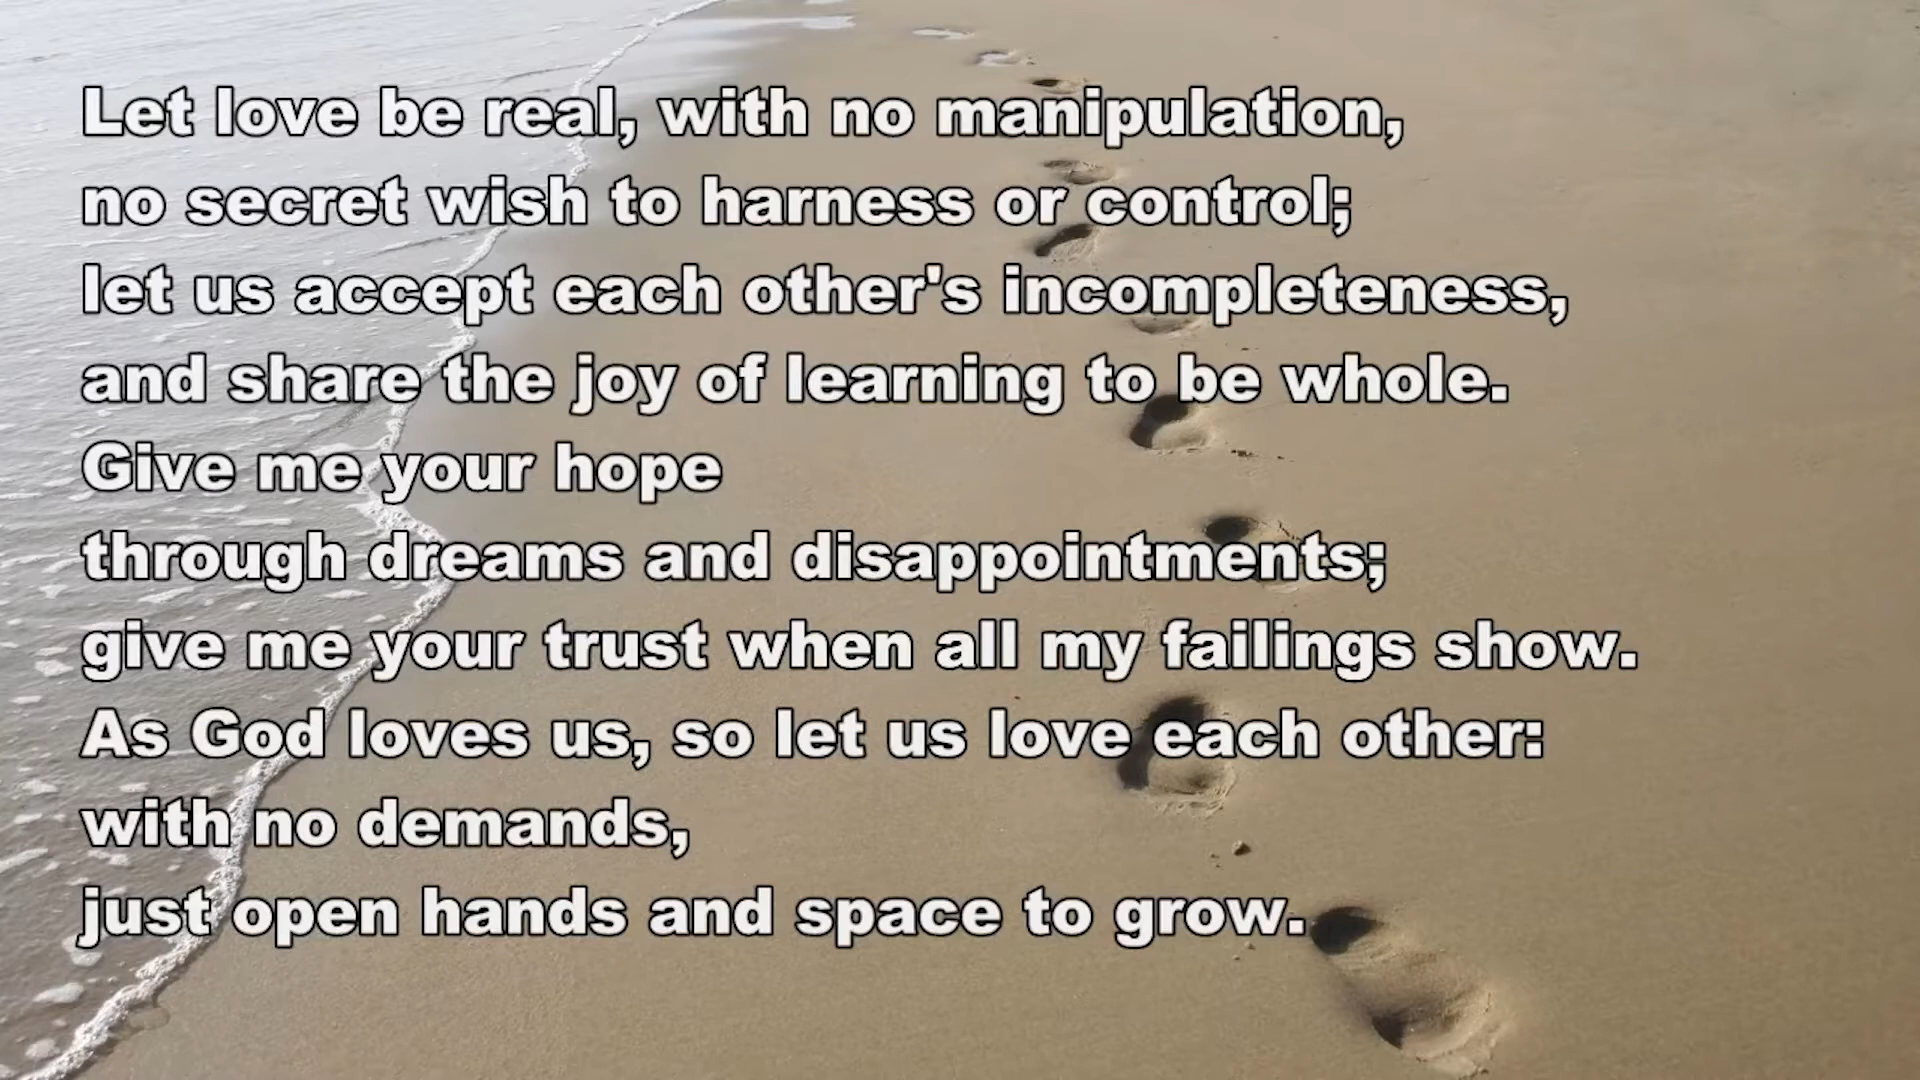 Let love be real, with no manipulation,
no secret wish to harness or control;
let us accept each other's incompleteness,
and share the joy of learning to be whole.
Give me your hope
through dreams and disappointments;
give me your trust when all my failings show.
As God loves us, so let us love each other:
with no demands,
just open hands and space to grow.